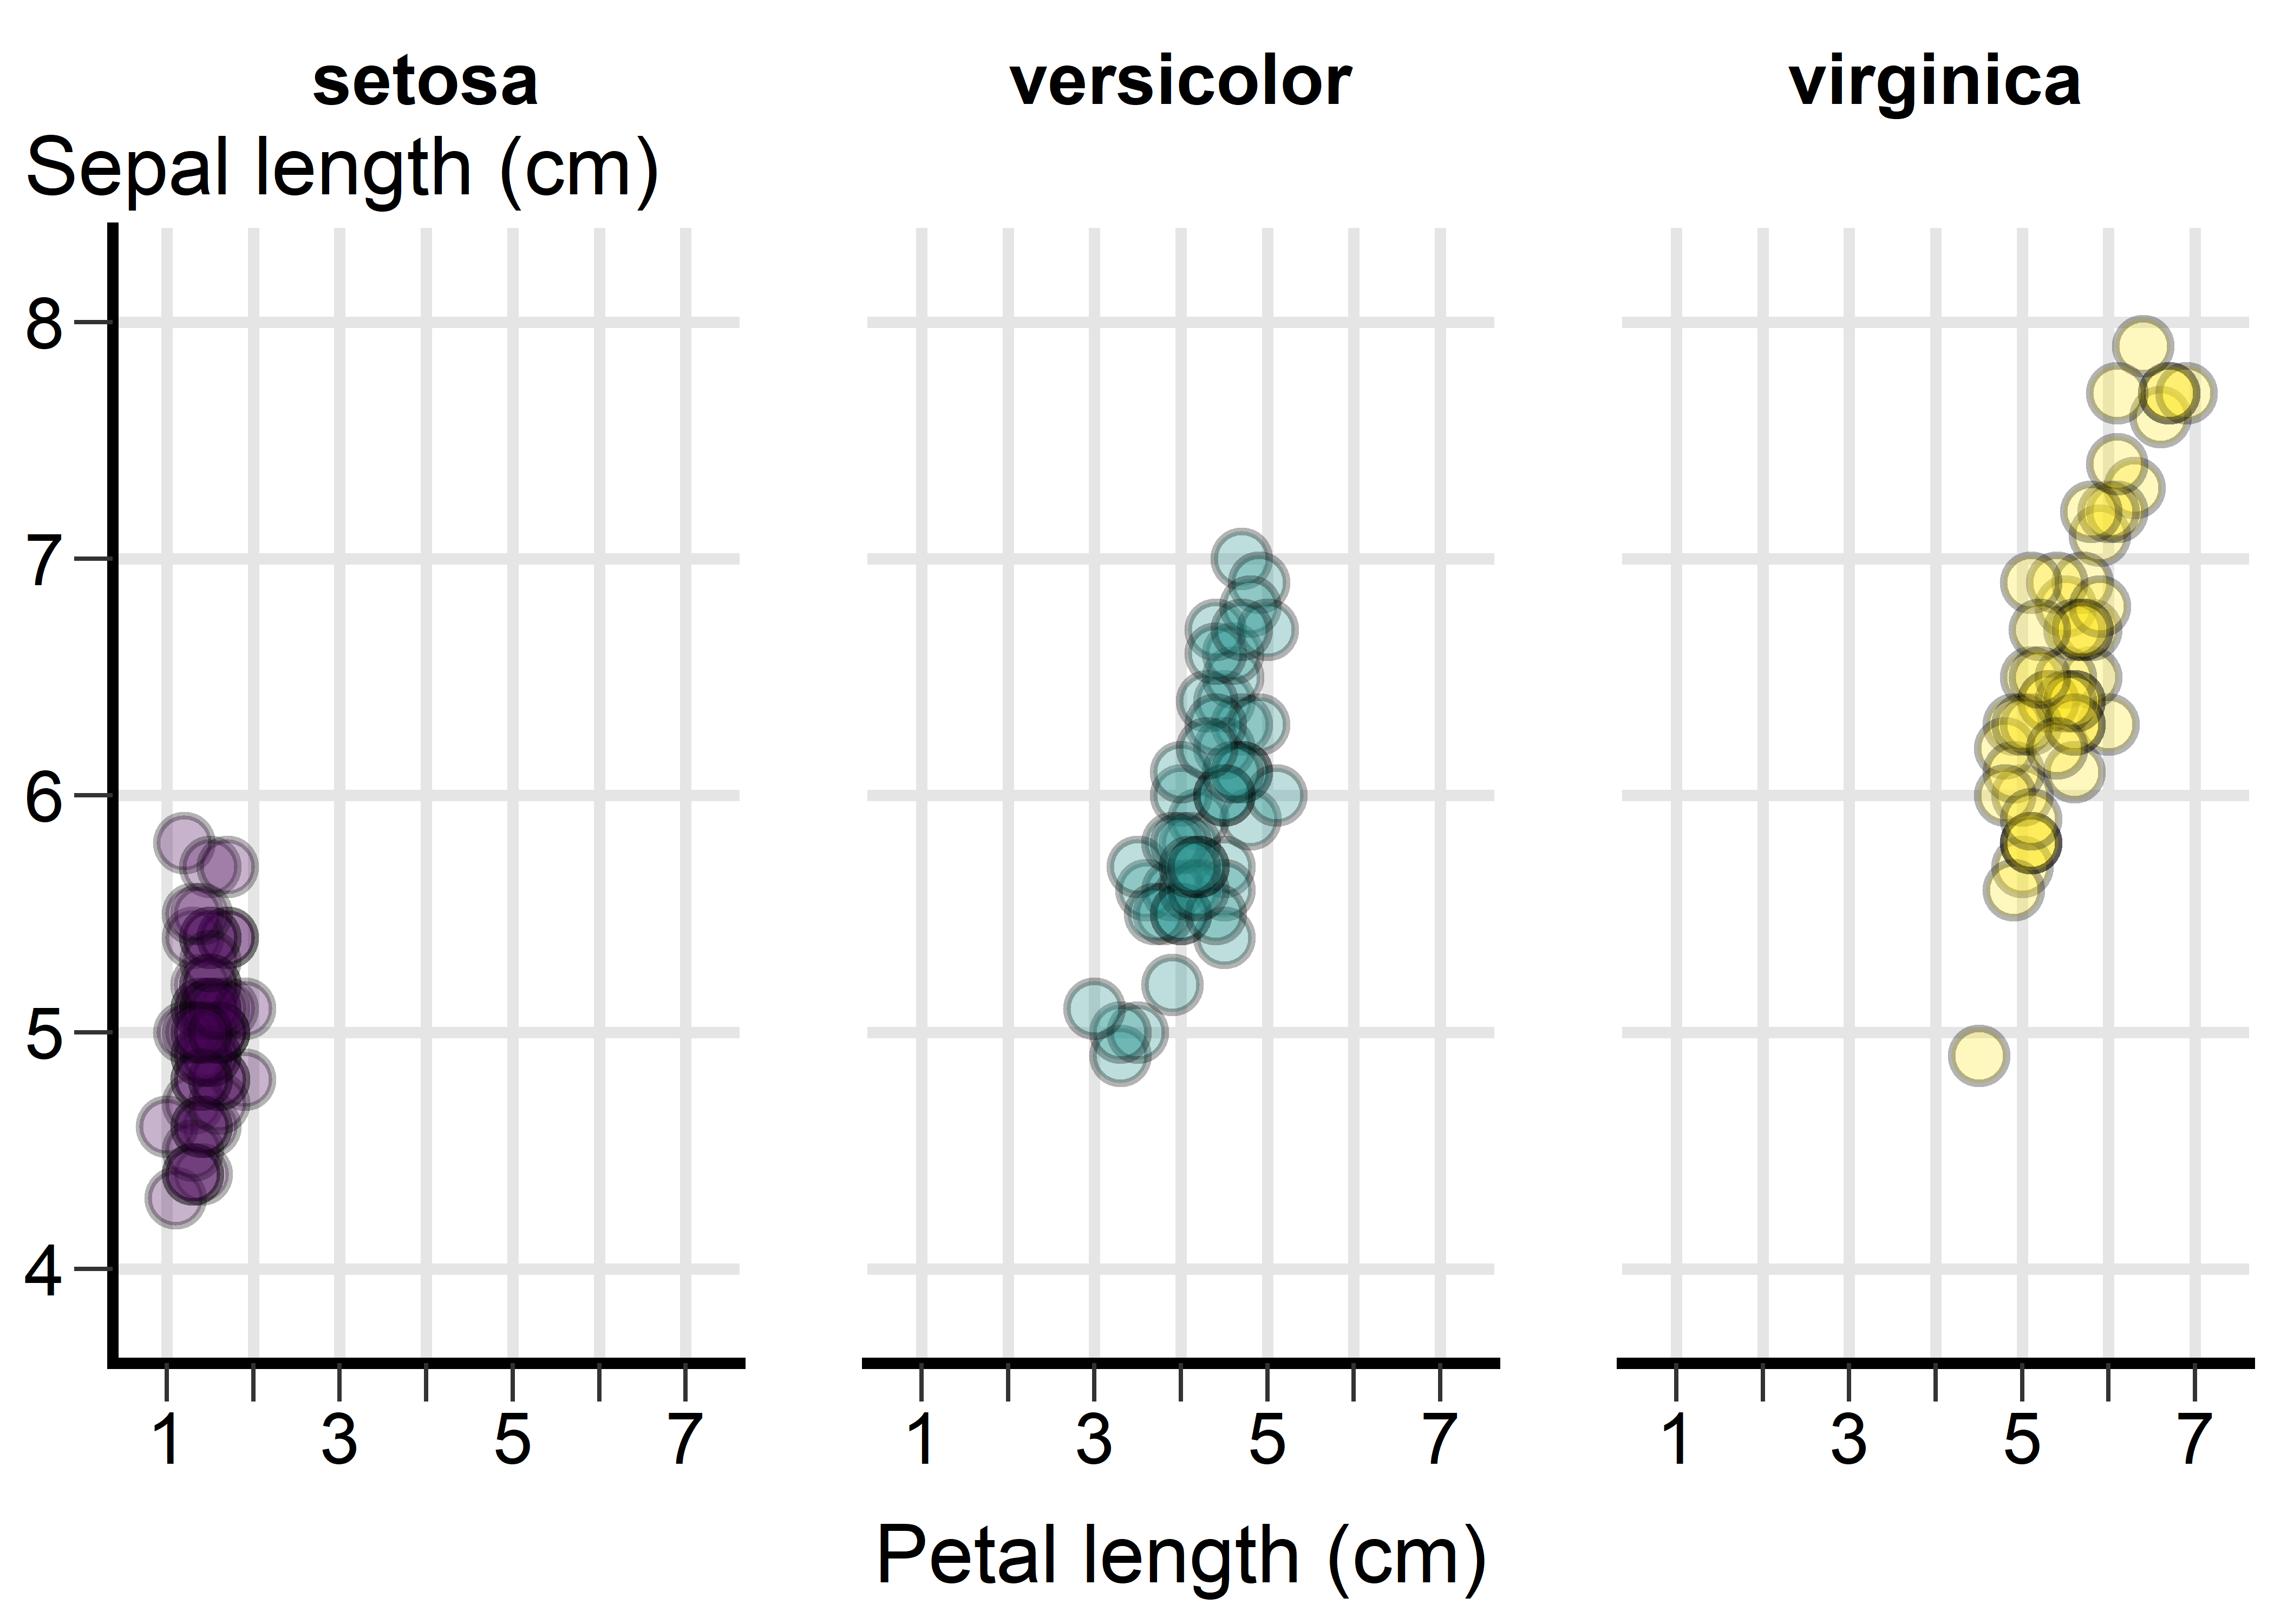 setosa versicolor virginica
Sepal length (cm)
8
7
6
5
4
1 3 5 7 1 3 5 7 1 3 5 7
Petal length (cm)